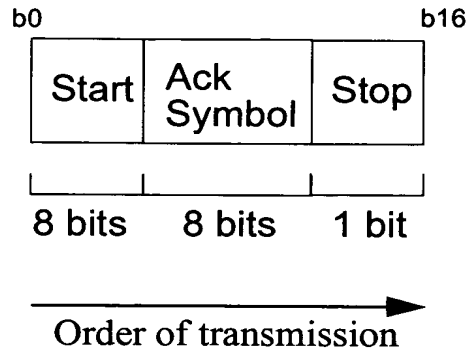 b0 b16
Start Ack Symbol Stop
8 bits 8 bits 1 bit
Order of transmission